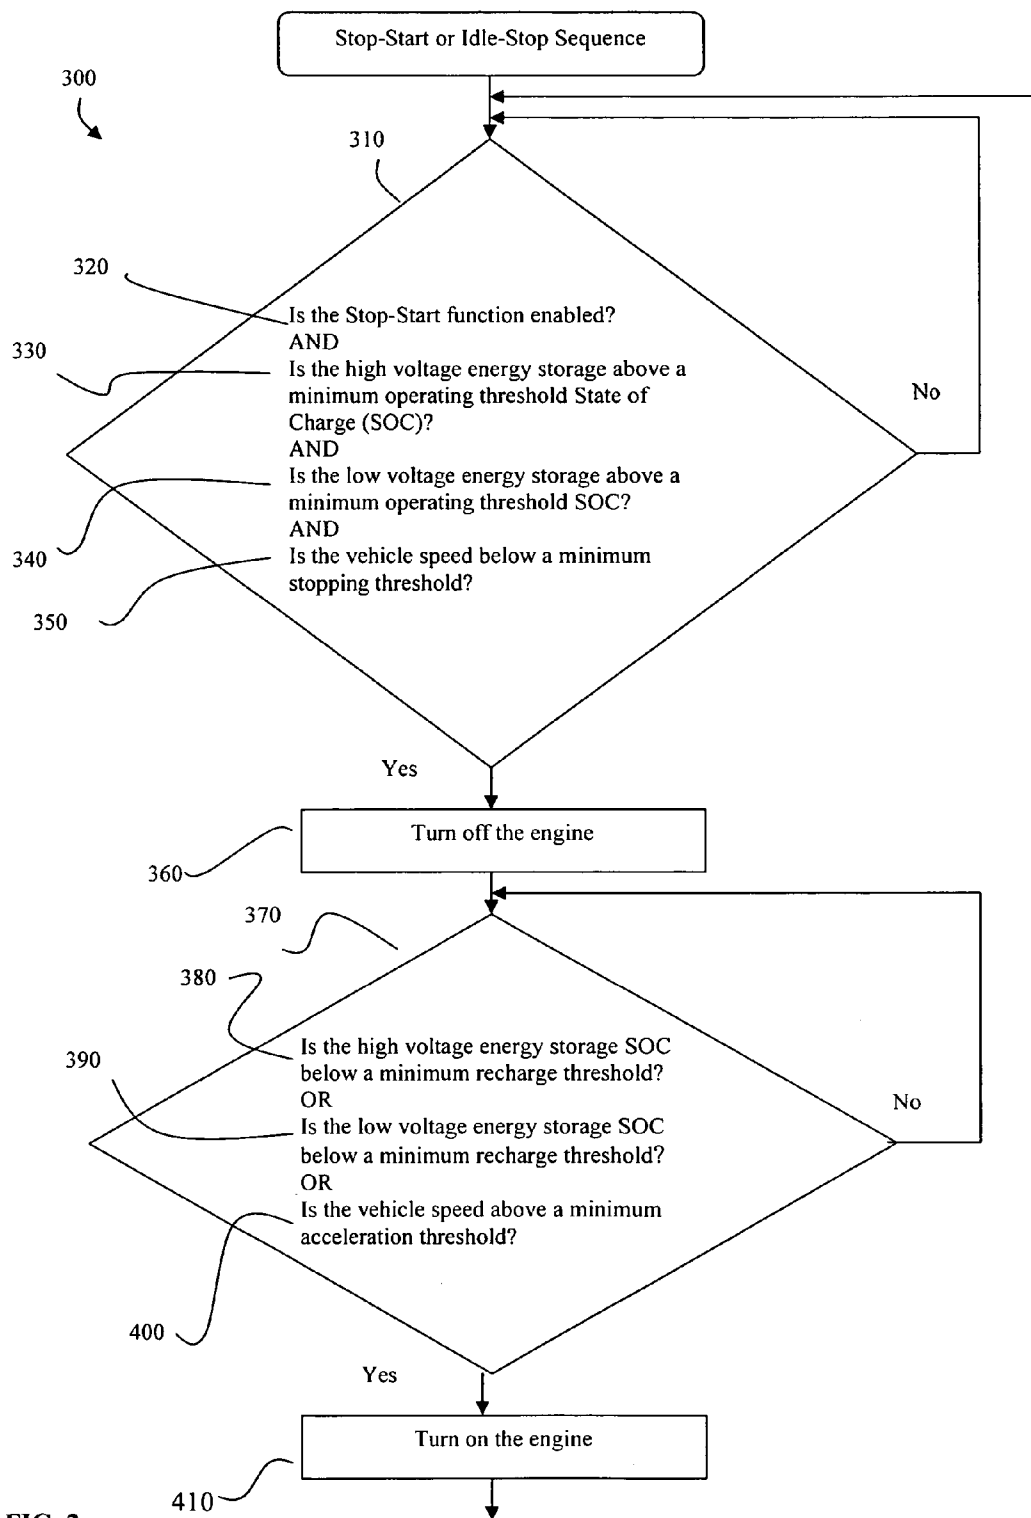 Stop-Start or Idle-Stop Sequence
300
310
320
Is the Stop-Start function enabled?
AND
330
Is the high voltage energy storage above a
minimum operating threshold State of
Charge (SOC)?
No
AND
Is the low voltage energy storage above a
minimum operating threshold SOC?
AND
340
Is the vehicle speed below a minimum
stopping threshold?
350
Yes
Turn off the engine
360
370
380
Is the high voltage energy storage SOC
below a minimum recharge threshold?
390
OR
No
Is the low voltage energy storage SOC
below a minimum recharge threshold?
OR
Is the vehicle speed above a minimum
acceleration threshold?
400
Yes
Turn on the engine
410